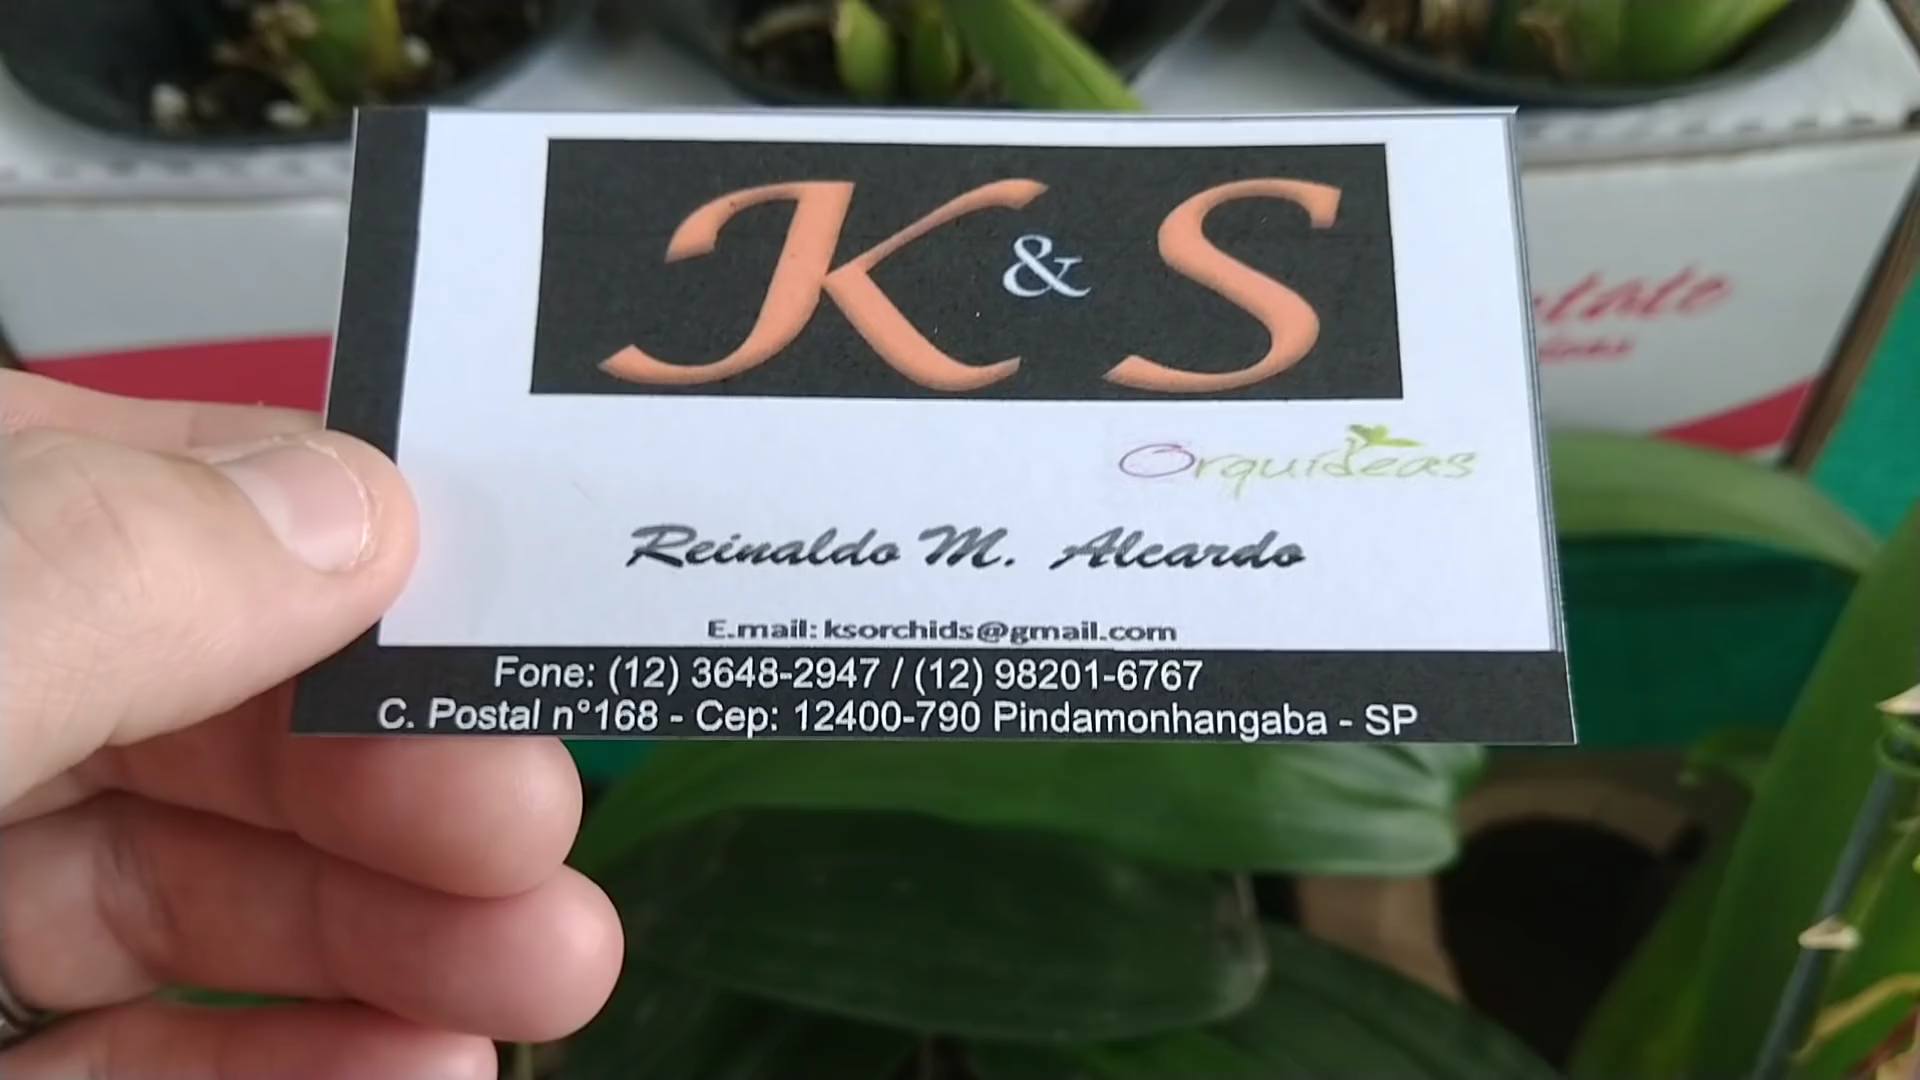 K & S
Orquídeas
Reinaldo M. Alcardo
E.mail: ksorchids@gmail.com
Fone: (12) 3648-2947 / (12) 98201-6767
C. Postal n°168 - Cep: 12400-790 Pindamonhangaba - SP